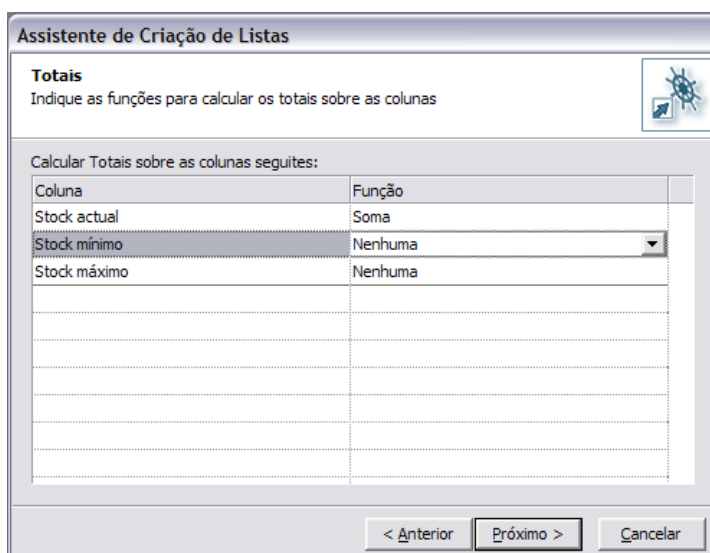 Assistente de Criação de Listas
Totais
Indique as funções para calcular os totais sobre as colunas
Calcular Totais sobre as colunas seguites:
Coluna Função
Stock actual Soma
Stock mínimo Nenhuma
Stock máximo Nenhuma
< Anterior Próximo > Cancelar